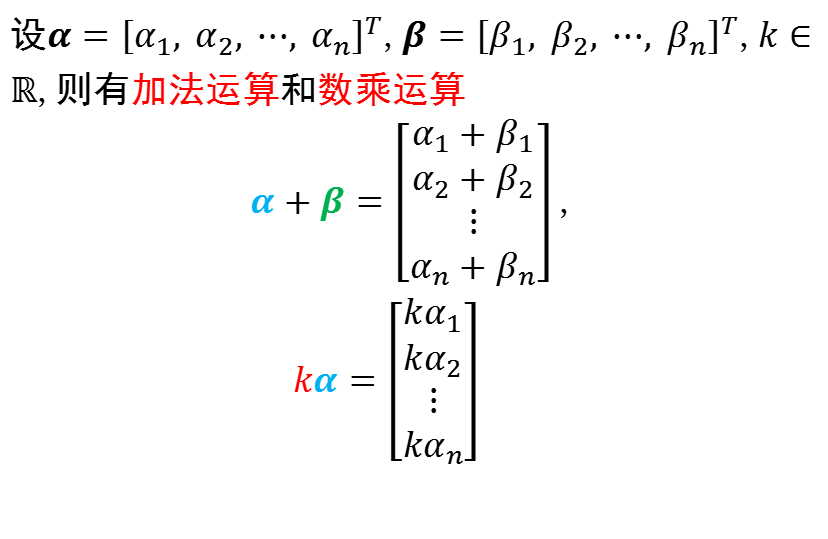 设𝜶 = [α₁, α₂, ⋯, αₙ]ᵀ, 𝜷 = [β₁, β₂, ⋯, βₙ]ᵀ, k ∈
ℝ, 则有加法运算和数乘运算
α₁ + β₁
α₂ + β₂
𝜶 + 𝜷 = [⋮],
αₙ + βₙ
kα₁
kα₂
k𝜶 = [⋮]
kαₙ